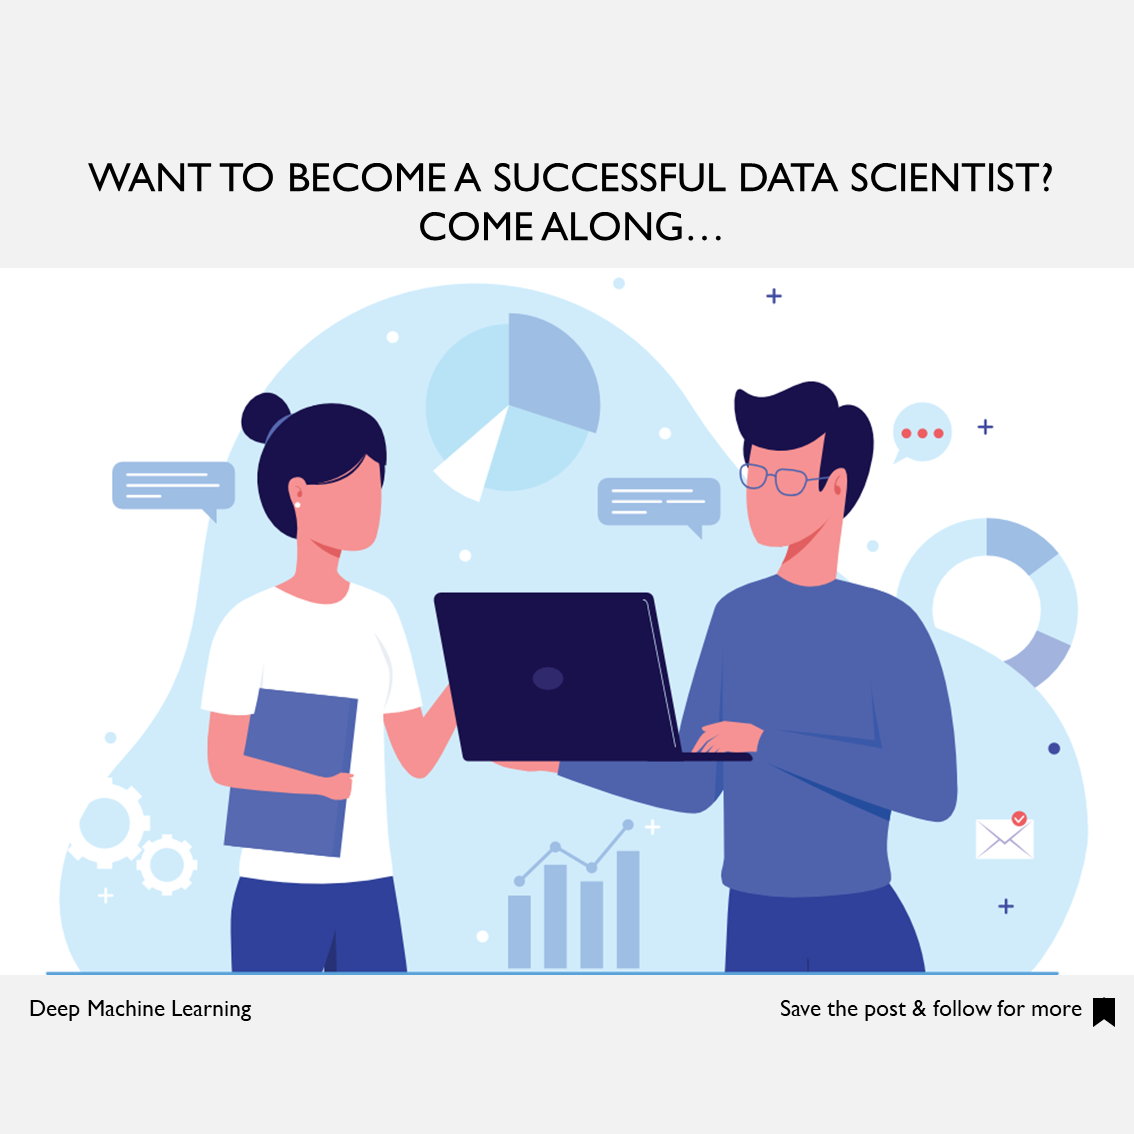 WANT TO BECOME A SUCCESSFUL DATA SCIENTIST?
COME ALONG…
Deep Machine Learning
Save the post & follow for more